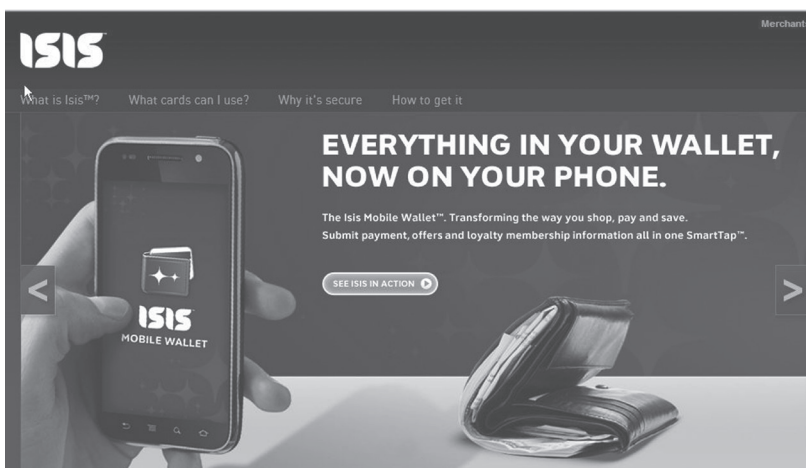 Merchants
ISIS
What is Isis™? What cards can I use? Why it's secure How to get it
EVERYTHING IN YOUR WALLET,
NOW ON YOUR PHONE.
The Isis Mobile Wallet™. Transforming the way you shop, pay and save.
Submit payment, offers and loyalty membership information all in one SmartTap™.
SEE ISIS IN ACTION
ISIS
MOBILE WALLET